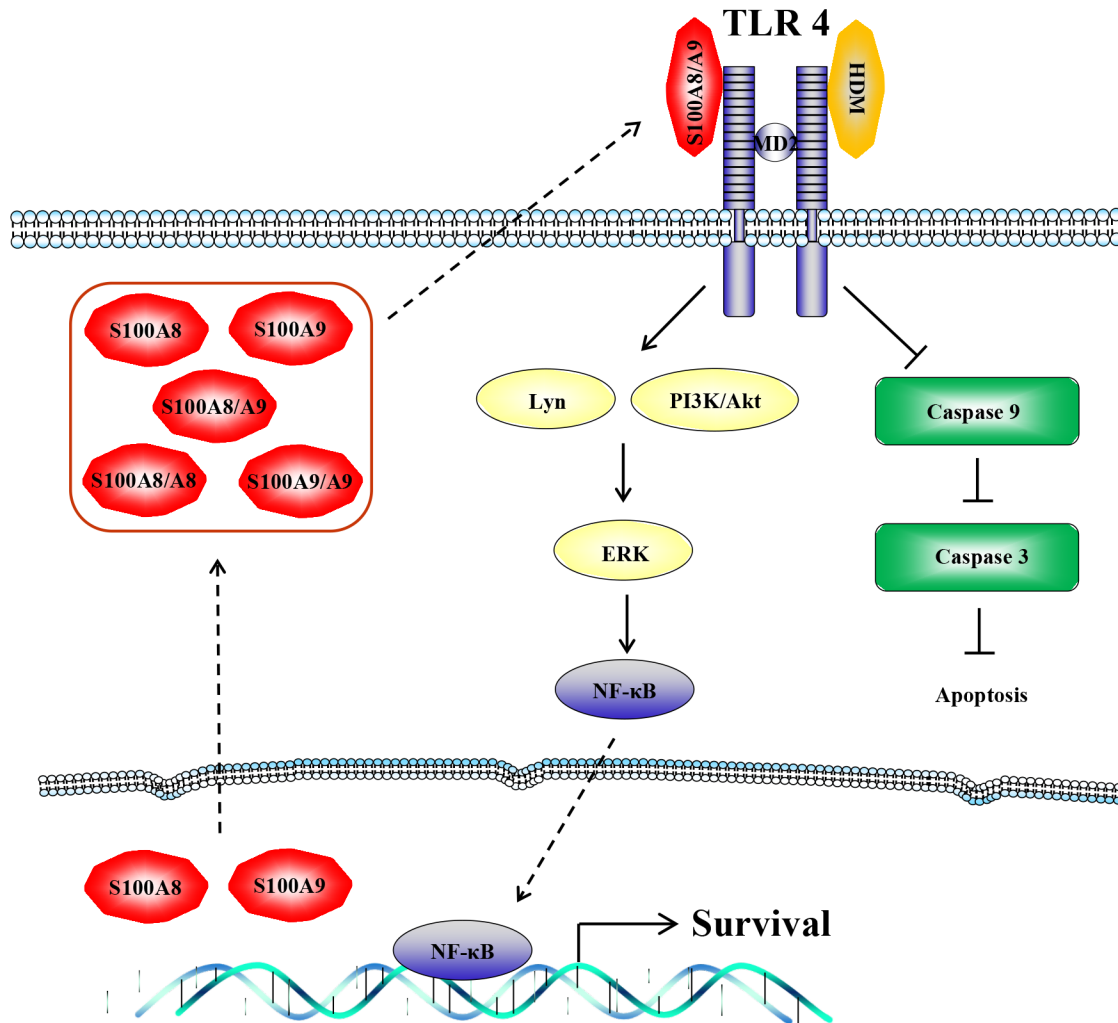 TLR 4
S100A8/A9
HDM
MD2
S100A8
S100A9
S100A8/A9
S100A8/A8
S100A9/A9
Lyn
PI3K/Akt
Caspase 9
ERK
Caspase 3
NF-κB
Apoptosis
S100A8
S100A9
NF-κB
Survival